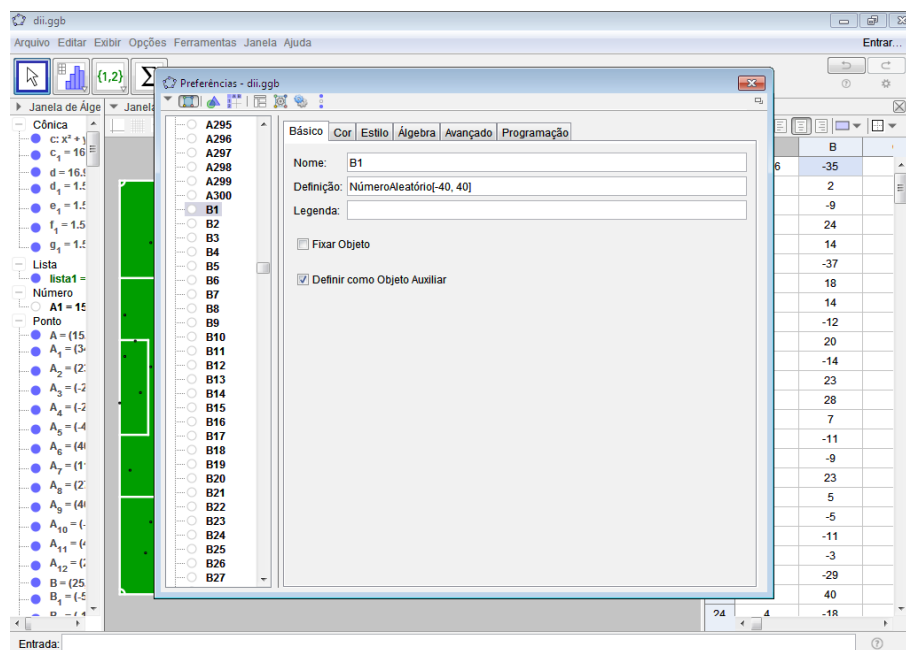 dii.ggb
Arquivo Editar Exibir Opções Ferramentas Janela Ajuda
Entrar...
{1,2}
Σ
Janela de Álge
Janela
Preferências - dii.ggb
Cônica
c: x² +
c₁ = 16
d = 16.
d₁ = 1.5
e₁ = 1.5
f₁ = 1.5
g₁ = 1.5
Lista
lista1 =
Número
A1 = 15
Ponto
A = (15
A₁ = (3
A₂ = (2
A₃ = (-2
A₄ = (-2
A₅ = (-4
A₆ = (4
A₇ = (1
A₈ = (2
A₉ = (4
A₁₀ = (-
A₁₁ = (
A₁₂ = (
B = (25
B₁ = (-5
A295
A296
A297
A298
A299
A300
B1
B2
B3
B4
B5
B6
B7
B8
B9
B10
B11
B12
B13
B14
B15
B16
B17
B18
B19
B20
B21
B22
B23
B24
B25
B26
B27
Básico Cor Estilo Álgebra Avançado Programação
Nome: B1
Definição: NúmeroAleatório[-40, 40]
Legenda:
Fixar Objeto
Definir como Objeto Auxiliar
B
6 -35
2
-9
24
14
-37
18
14
-12
20
-14
23
28
7
-11
-9
23
5
-5
-11
-3
-29
40
24 4 -18
Entrada: